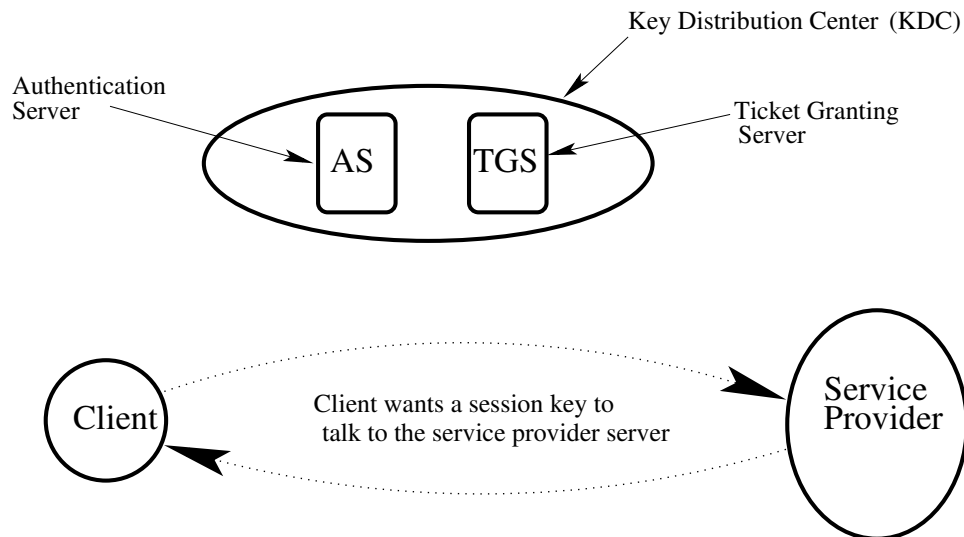 Key Distribution Center (KDC)
Authentication
Server
AS
TGS
Ticket Granting
Server
Client
Client wants a session key to
talk to the service provider server
Service
Provider